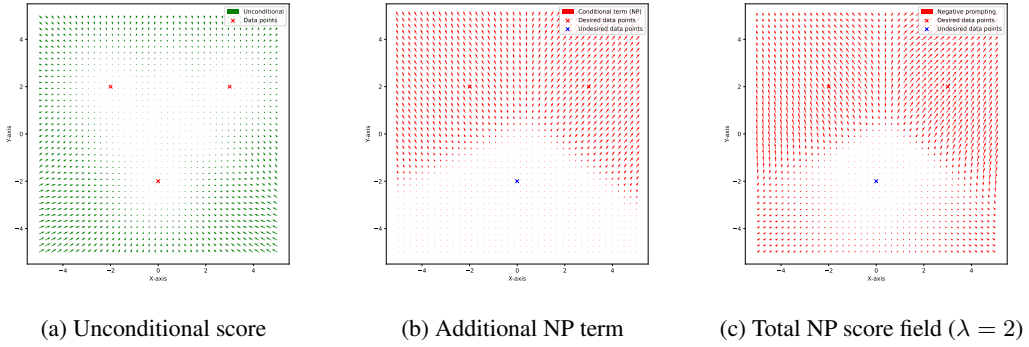 Unconditional
Data points
4
2
0
−2
−4
Y-axis
−4 −2 0 2 4
X-axis
(a) Unconditional score
Conditional term (NP)
Desired data points
Undesired data points
4
2
0
−2
−4
Y-axis
−4 −2 0 2 4
X-axis
(b) Additional NP term
Negative prompting
Desired data points
Undesired data points
4
2
0
−2
−4
Y-axis
−4 −2 0 2 4
X-axis
(c) Total NP score field (λ = 2)